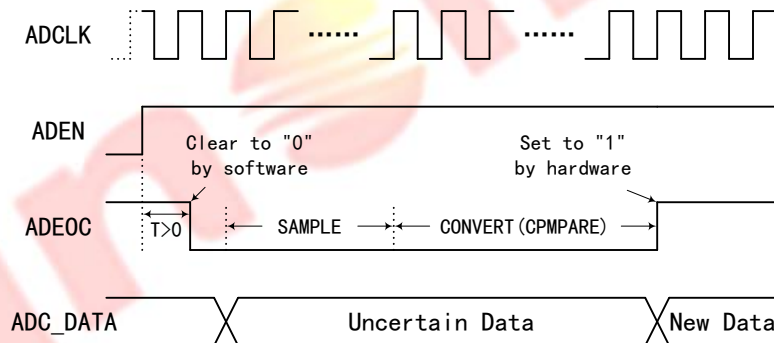 ADCLK
......
......
ADEN
Clear to "0"
by software
Set to "1"
by hardware
ADEOC
T>0
SAMPLE
CONVERT(CPMPARE)
ADC_DATA
Uncertain Data
New Data